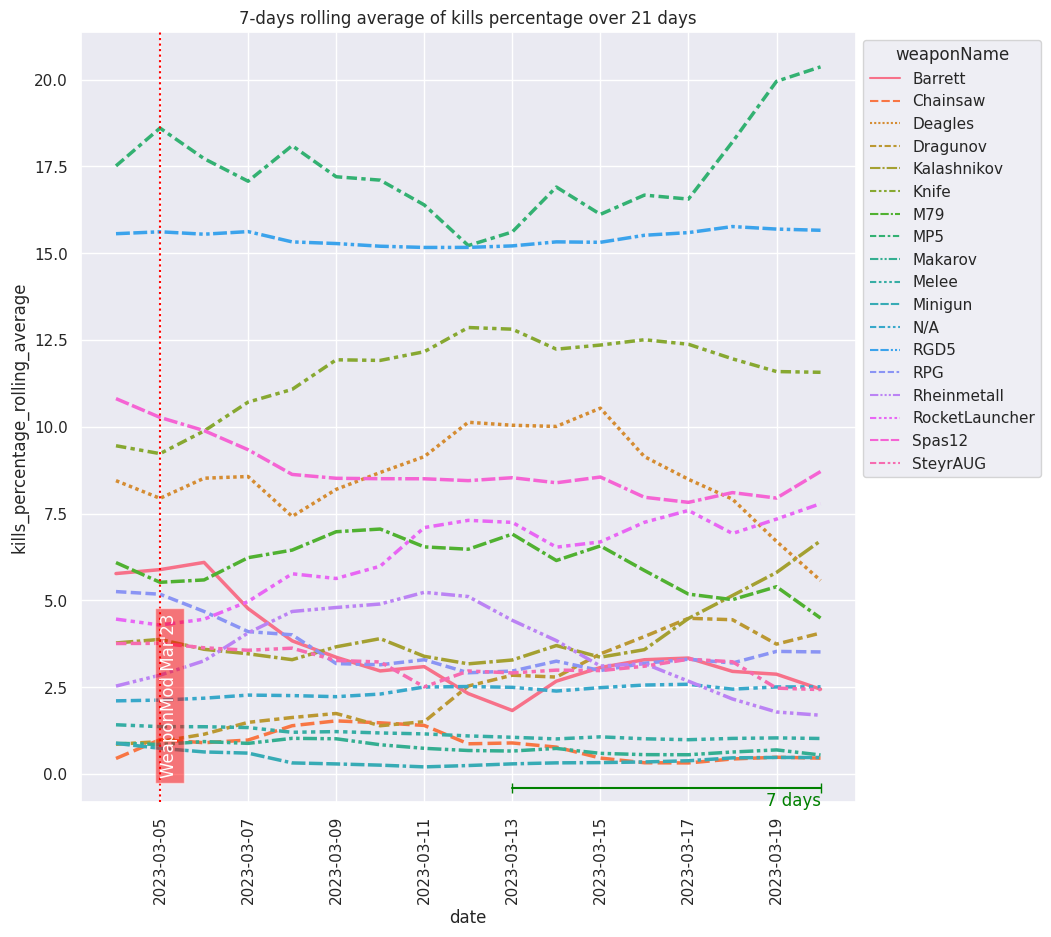 7-days rolling average of kills percentage over 21 days
kills_percentage_rolling_average
20.0
17.5
15.0
12.5
10.0
7.5
5.0
2.5
0.0
WeaponMod Mar'23
7 days
2023-03-05
2023-03-07
2023-03-09
2023-03-11
2023-03-13
2023-03-15
2023-03-17
2023-03-19
date
weaponName
Barrett
Chainsaw
Deagles
Dragunov
Kalashnikov
Knife
M79
MP5
Makarov
Melee
Minigun
N/A
RGD5
RPG
Rheinmetall
RocketLauncher
Spas12
SteyrAUG